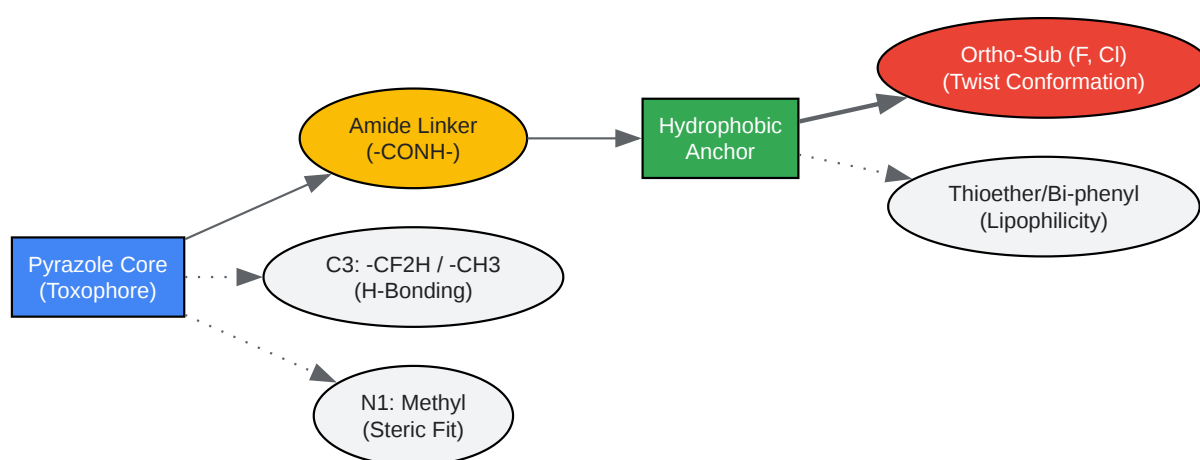 Ortho-Sub (F, Cl)
(Twist Conformation)
Amide Linker
(-CONH-)
Hydrophobic
Anchor
Thioether/Bi-phenyl
(Lipophilicity)
Pyrazole Core
(Toxophore)
C3: -CF2H / -CH3
(H-Bonding)
N1: Methyl
(Steric Fit)